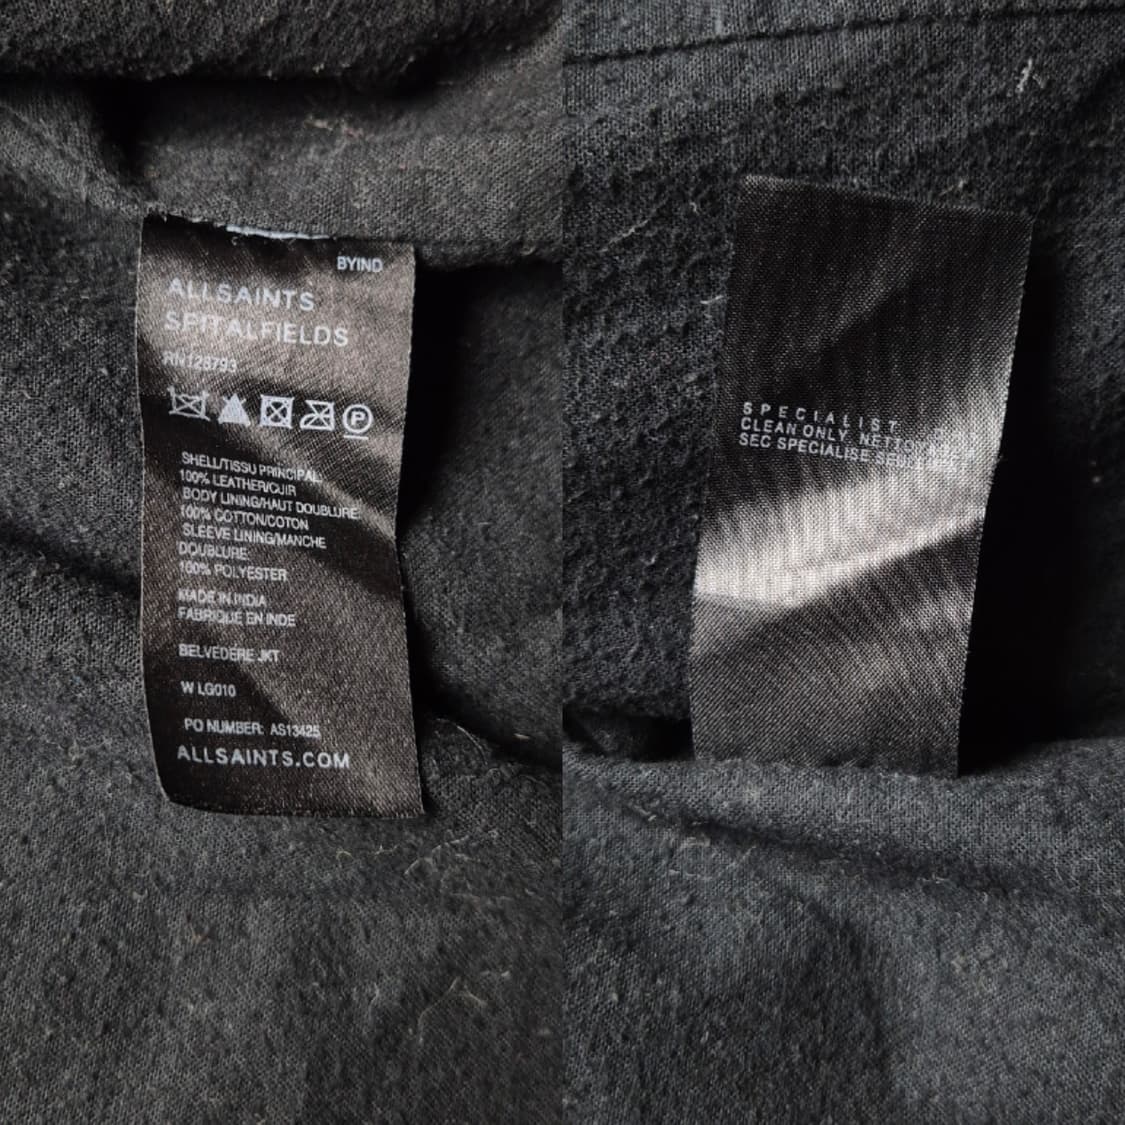 BYIND
ALLSAINTS
SPITALFIELDS
RN128793
P
SHELL/TISSU PRINCIPAL:
100% LEATHER/CUIR
BODY LINING/HAUT DOUBLURE:
100% COTTON/COTON
SLEEVE LINING/MANCHE
DOUBLURE:
100% POLYESTER
MADE IN INDIA
FABRIQUE EN INDE
BELVEDERE JKT
W LG010
PO NUMBER: AS13425
ALLSAINTS.COM
SPECIALIST
CLEAN ONLY
SEC SPECIALISE